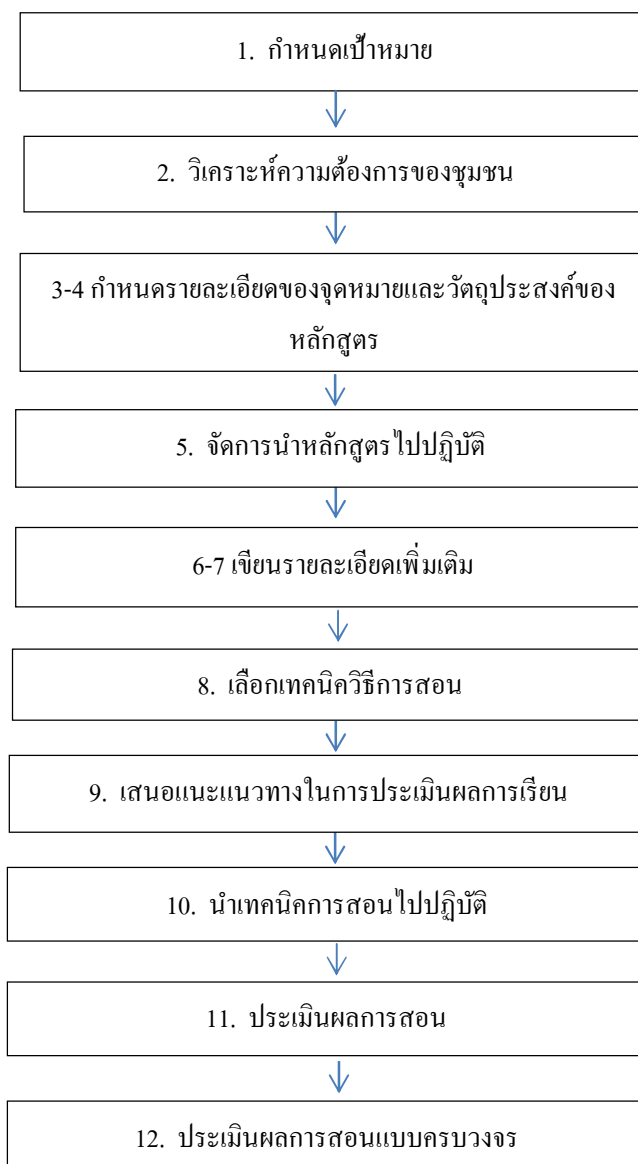 1. กำหนดเป้าหมาย
2. วิเคราะห์ความต้องการของชุมชน
3-4 กำหนดรายละเอียดของจุดหมายและวัตถุประสงค์ของ
หลักสูตร
5. จัดการนำหลักสูตรไปปฏิบัติ
6-7 เขียนรายละเอียดเพิ่มเติม
8. เลือกเทคนิควิธีการสอน
9. เสนอแนะแนวทางในการประเมินผลการเรียน
10. นำเทคนิคการสอนไปปฏิบัติ
11. ประเมินผลการสอน
12. ประเมินผลการสอนแบบครบวงจร